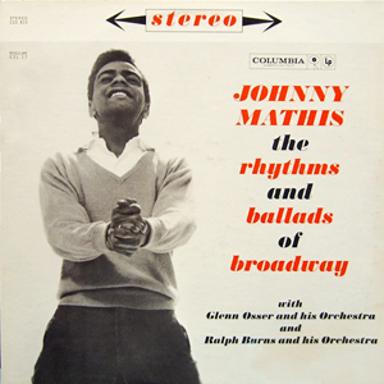 stereo
COLUMBIA
JOHNNY
MATHIS
the
rhythms
and
ballads
of
broadway
with
Glenn Osser and his Orchestra
and
Ralph Burns and his Orchestra